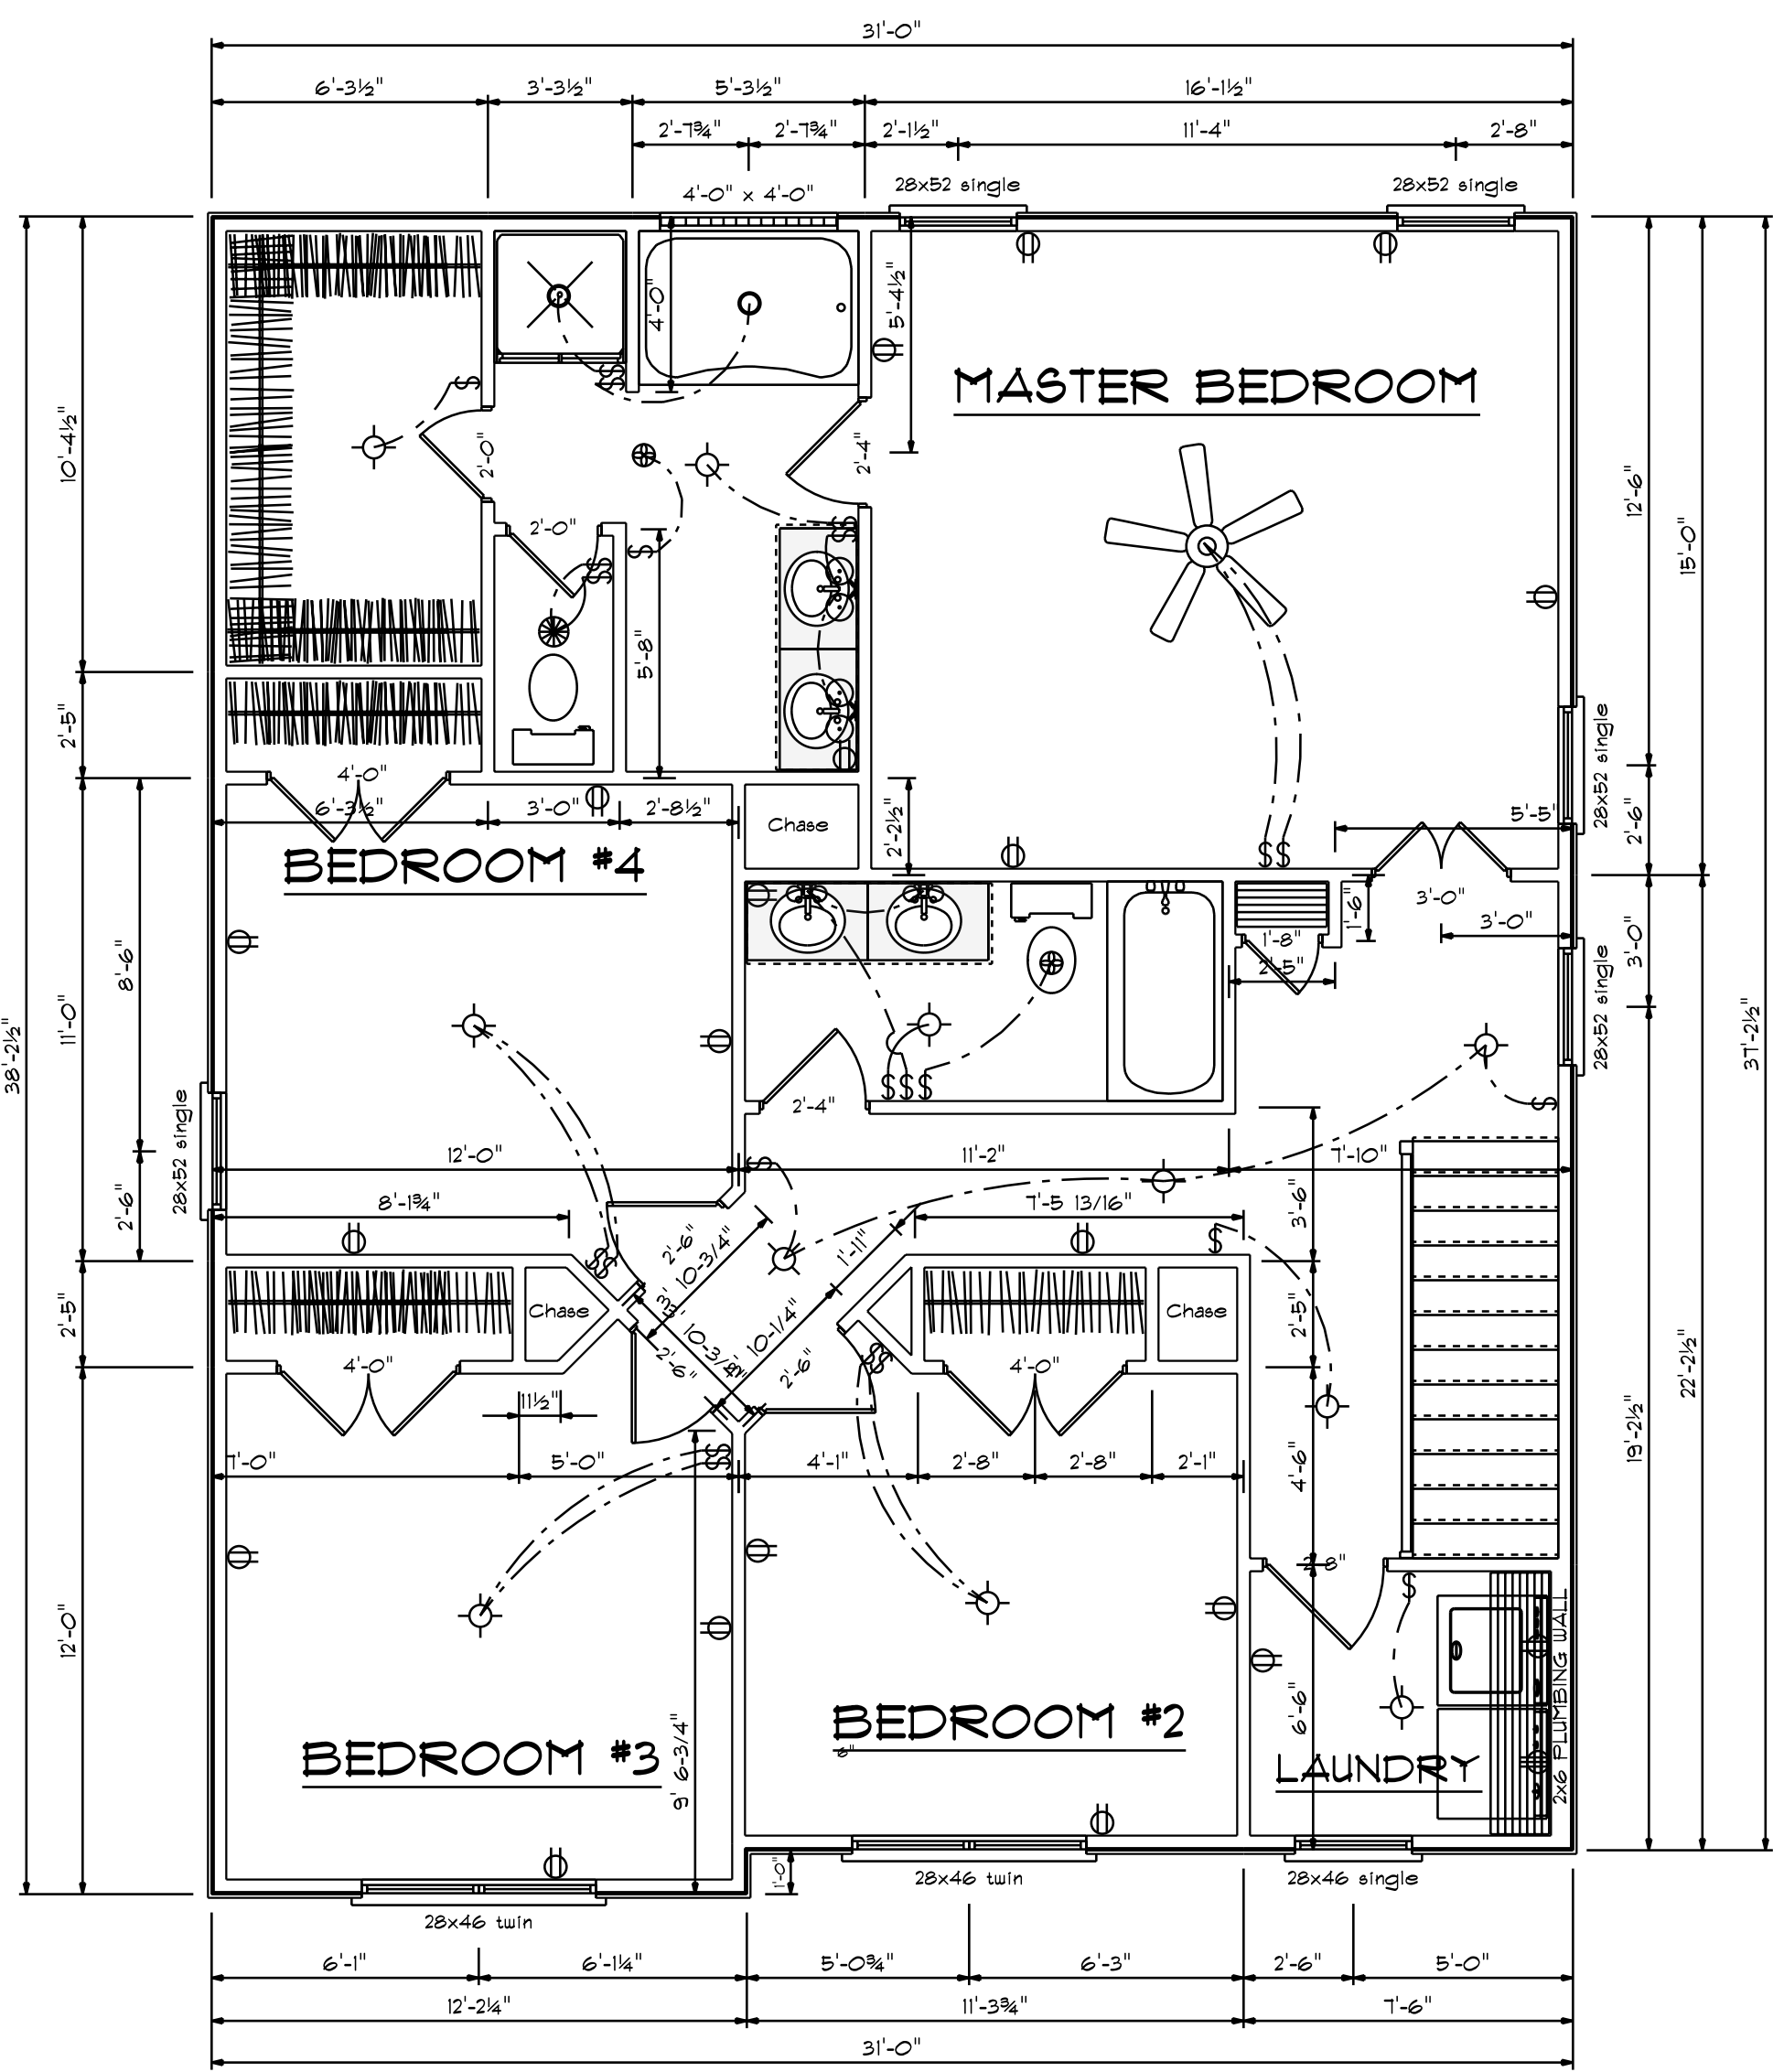 31'-0"
6'-3½" 3'-3½" 5'-3½" 16'-1½"
2'-7¾" 2'-7¾" 2'-1½" 11'-4" 2'-8"
4'-0" x 4'-0" 28x52 single 28x52 single
4'-0"
5'-4½"
MASTER BEDROOM
10'-4½"
2'-0"
2'-4"
12'-6"
15'-0"
2'-0"
5'-8"
2'-5"
28x52 single
4'-0"
6'-3½" 3'-0" 2'-8½"
Chase
2'-2½"
5'-5"
2'-6"
BEDROOM #4
3'-0"
1'-6"
3'-0"
1'-8"
2'-5"
3'-0"
28x52 single
8'-6"
11'-0"
38'-2½"
37'-2½"
2'-4"
28x52 single
12'-0" 11'-2" 7'-10"
8'-1¾" 7'-5 13/16"
2'-6"
3'-6"
2'-6"
3' 10-3/4"
1'-11"
Chase
Chase
2'-5"
2'-5"
3' 10-3/4"
3' 10-1/4"
22'-2½"
4'-0"
2'-6"
2'-6"
4'-0"
11½"
19'-2½"
7'-0" 5'-0" 4'-1" 2'-8" 2'-8" 2'-1"
4'-6"
2'-8"
12'-0"
2x6 PLUMBING WALL
6'-6"
BEDROOM #2
6"
BEDROOM #3
9' 6-3/4"
LAUNDRY
1'-0"
28x46 twin 28x46 single
28x46 twin
6'-1" 6'-1¼" 5'-0¾" 6'-3" 2'-6" 5'-0"
12'-2¼" 11'-3¾" 7'-6"
31'-0"